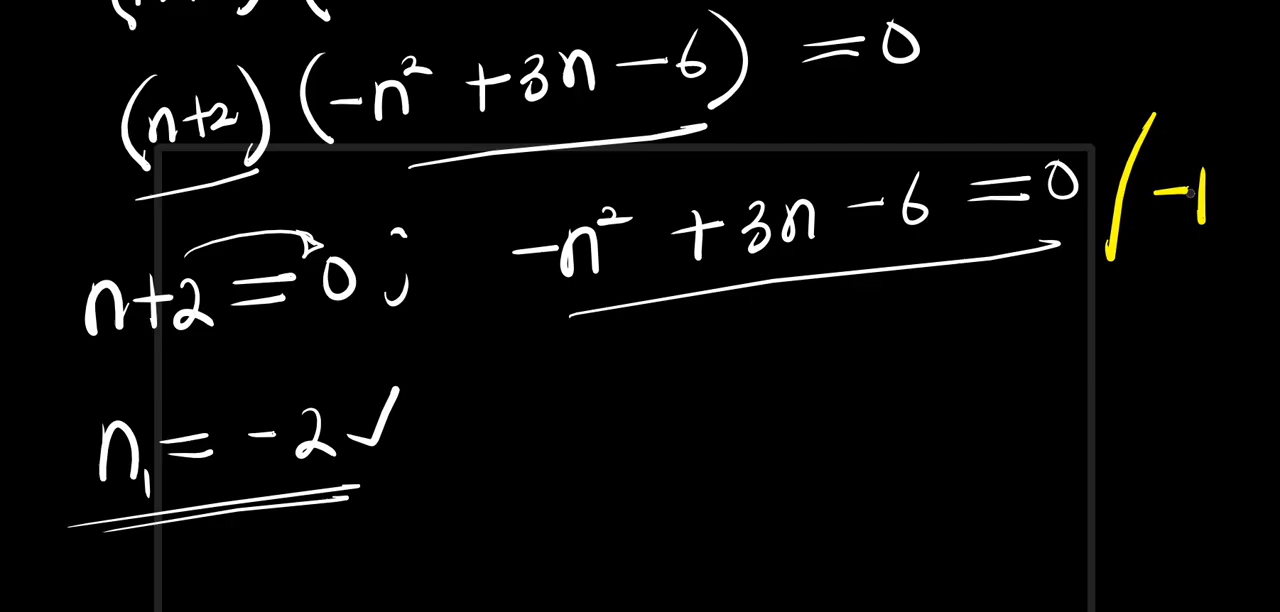 (n+2) (-n² +3n -6) =0
n+2=0 ; -n² +3n -6 =0 / -1
n₁ = -2 ✓